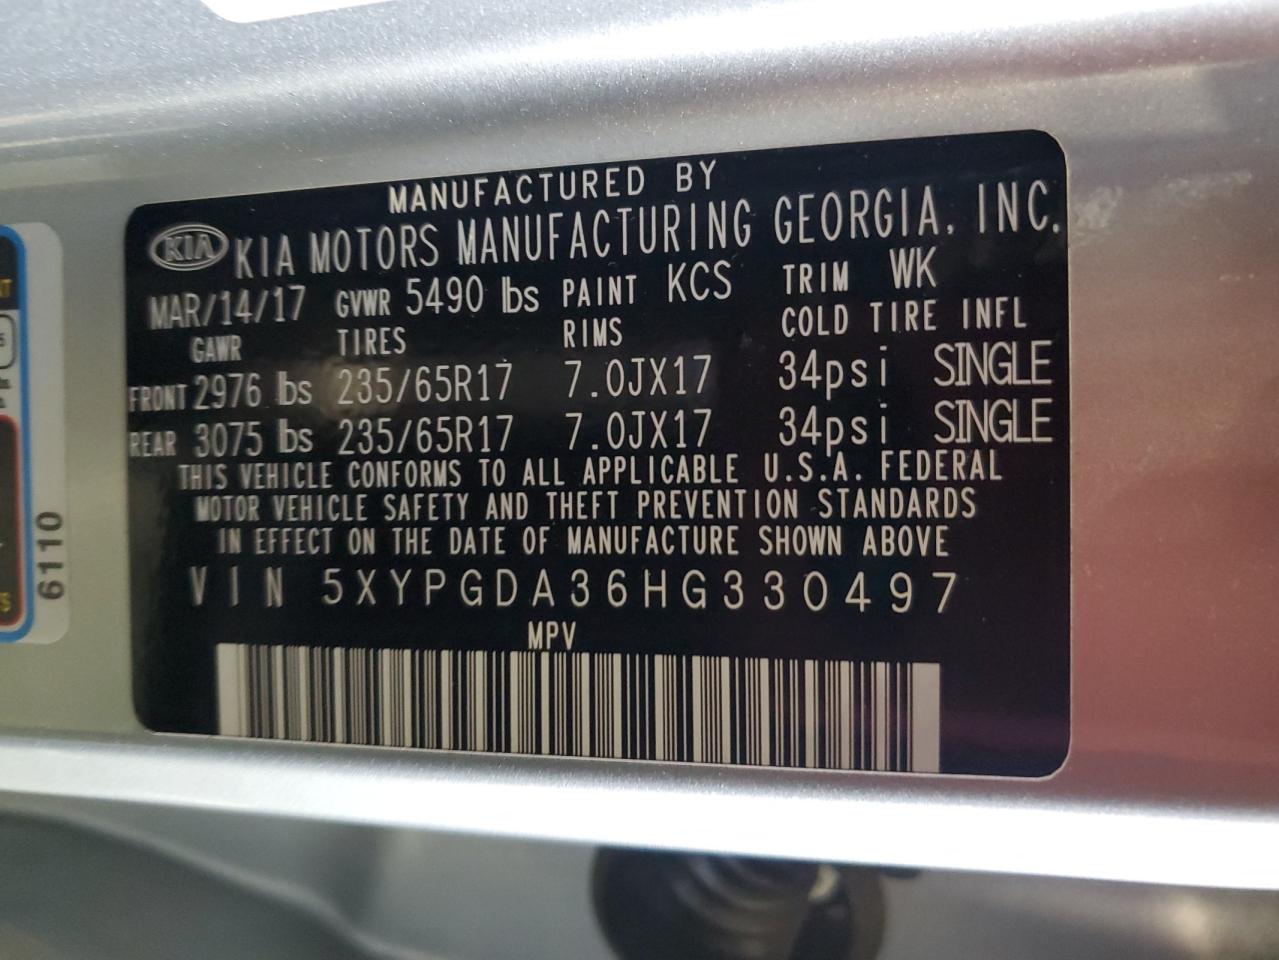 MANUFACTURED BY
KIA KIA MOTORS MANUFACTURING GEORGIA, INC.
MAR/14/17 GVWR 5490 lbs PAINT KCS TRIM WK
GAWR TIRES RIMS COLD TIRE INFL
FRONT 2976 lbs 235/65R17 7.0JX17 34psi SINGLE
REAR 3075 lbs 235/65R17 7.0JX17 34psi SINGLE
THIS VEHICLE CONFORMS TO ALL APPLICABLE U.S.A. FEDERAL
MOTOR VEHICLE SAFETY AND THEFT PREVENTION STANDARDS
IN EFFECT ON THE DATE OF MANUFACTURE SHOWN ABOVE
VIN 5XYPGDA36HG330497
MPV
6110